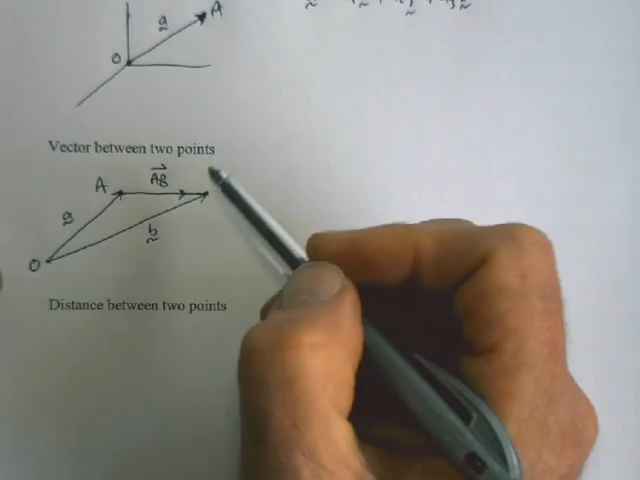 a A
O
Vector between two points
A AB
a
b
O
Distance between two points